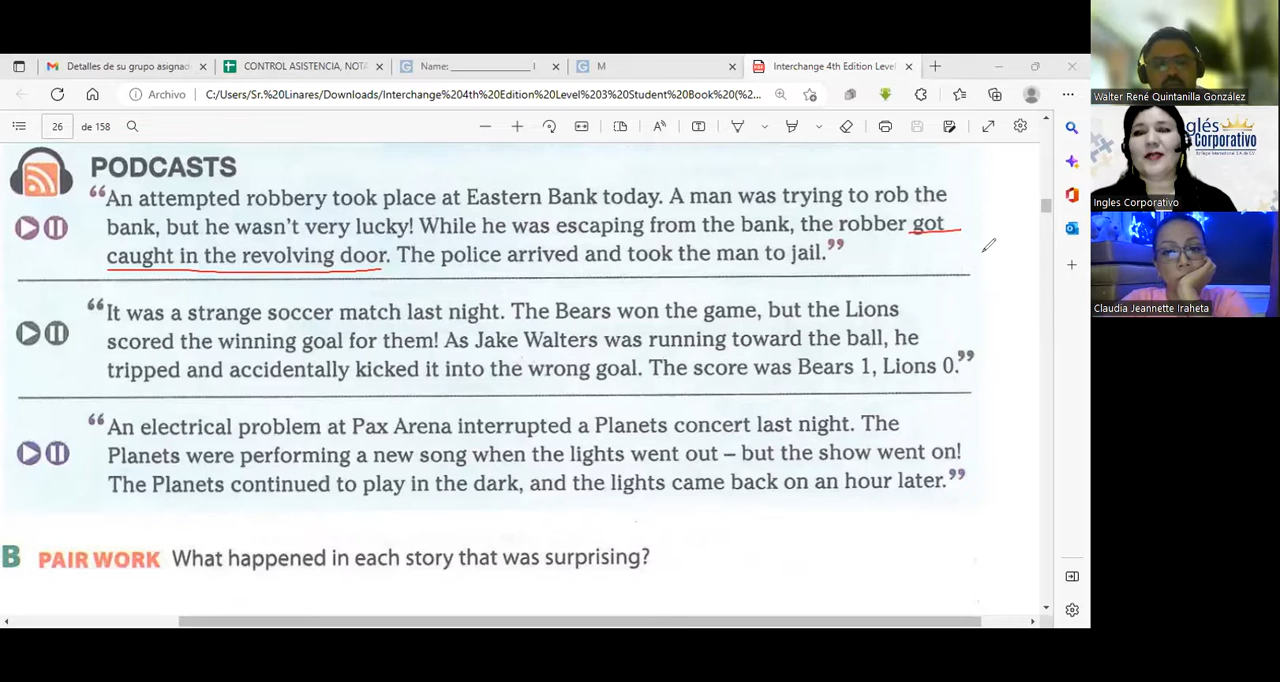 Detalles de su grupo asignad
CONTROL ASISTENCIA, NOTA
Name: ____________ I
M
Interchange 4th Edition Level
Archivo
C:/Users/Sr.%20Linares/Downloads/Interchange%204th%20Edition%20Level%203%20Student%20Book%20(%2...
26
de 158
PODCASTS
“An attempted robbery took place at Eastern Bank today. A man was trying to rob the
bank, but he wasn’t very lucky! While he was escaping from the bank, the robber got
caught in the revolving door. The police arrived and took the man to jail.”
“It was a strange soccer match last night. The Bears won the game, but the Lions
scored the winning goal for them! As Jake Walters was running toward the ball, he
tripped and accidentally kicked it into the wrong goal. The score was Bears 1, Lions 0.”
“An electrical problem at Pax Arena interrupted a Planets concert last night. The
Planets were performing a new song when the lights went out – but the show went on!
The Planets continued to play in the dark, and the lights came back on an hour later.”
B PAIR WORK What happened in each story that was surprising?
Walter René Quintanilla González
glés
Corporativo
Ingles Corporativo
Claudia Jeannette Iraheta